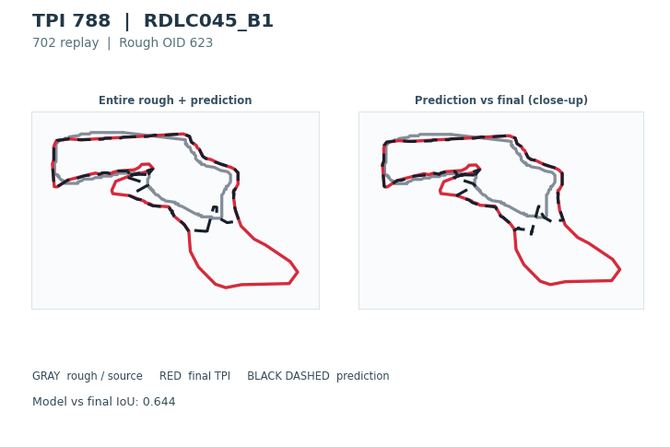 TPI 788 | RDLC045_B1
702 replay | Rough OID 623
Entire rough + prediction
Prediction vs final (close-up)
GRAY rough / source RED final TPI BLACK DASHED prediction
Model vs final IoU: 0.644